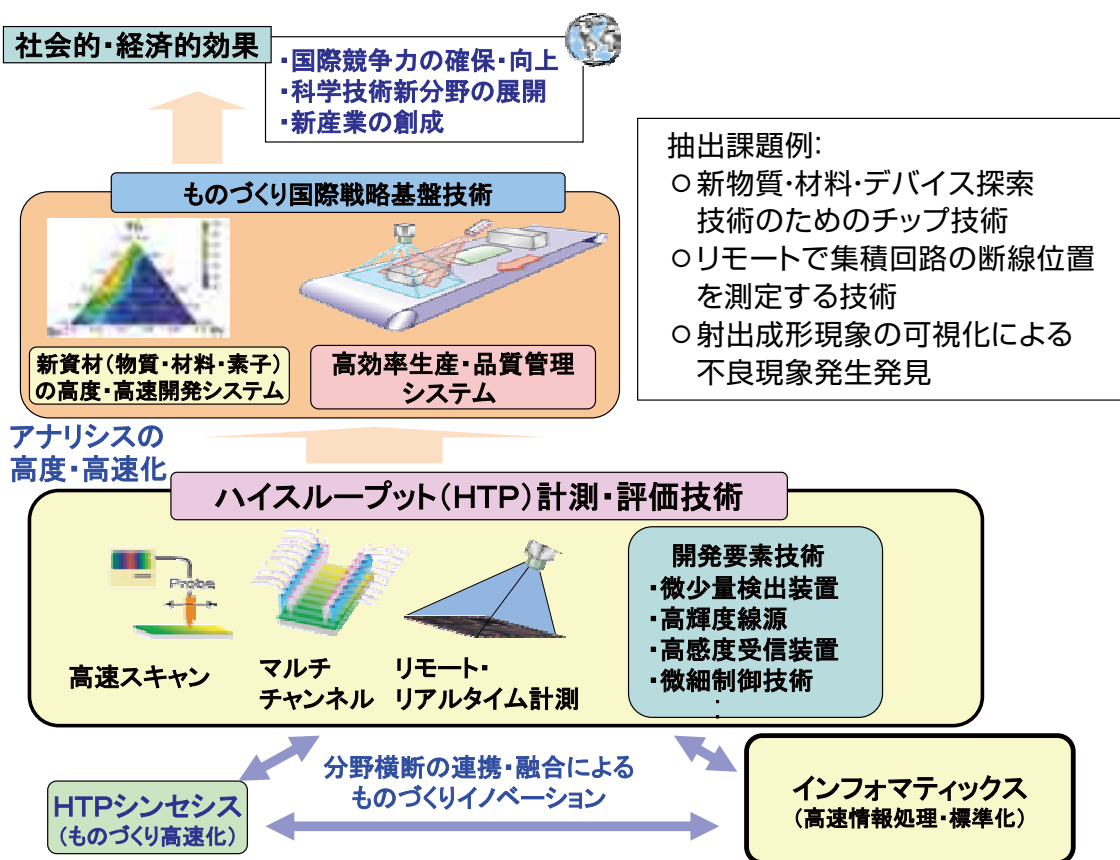 社会的・経済的効果
・国際競争力の確保・向上
・科学技術新分野の展開
・新産業の創成
抽出課題例:
○新物質・材料・デバイス探索
技術のためのチップ技術
○リモートで集積回路の断線位置
を測定する技術
○射出成形現象の可視化による
不良現象発生発見
ものづくり国際戦略基盤技術
新資材（物質・材料・素子）
の高度・高速開発システム
高効率生産・品質管理
システム
アナリシスの
高度・高速化
ハイスループット（HTP）計測・評価技術
Probe
高速スキャン
マルチ
チャンネル
リモート・
リアルタイム計測
開発要素技術
・微少量検出装置
・高輝度線源
・高感度受信装置
・微細制御技術
:
分野横断の連携・融合による
ものづくりイノベーション
HTPシンセシス
（ものづくり高速化）
インフォマティックス
（高速情報処理・標準化）